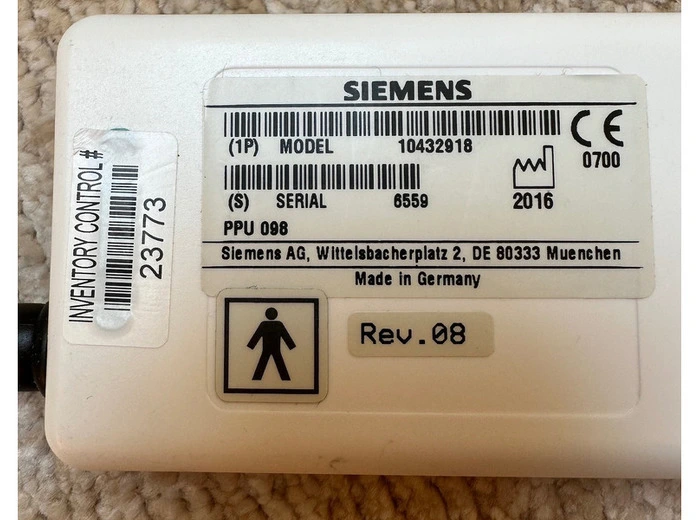 SIEMENS
(1P) MODEL 10432918
CE
0700
(S) SERIAL 6559
2016
PPU 098
Siemens AG, Wittelsbacherplatz 2, DE 80333 Muenchen
Made in Germany
Rev.08
INVENTORY CONTROL#
23773